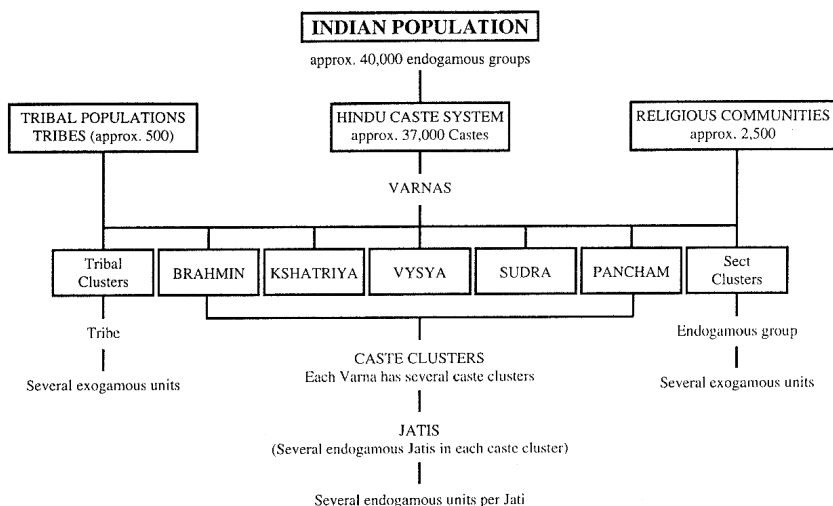 INDIAN POPULATION
approx. 40,000 endogamous groups
TRIBAL POPULATIONS
TRIBES (approx. 500)
HINDU CASTE SYSTEM
approx. 37,000 Castes
RELIGIOUS COMMUNITIES
approx. 2,500
VARNAS
Tribal
Clusters
BRAHMIN
KSHATRIYA
VYSYA
SUDRA
PANCHAM
Sect
Clusters
Tribe
Endogamous group
Several exogamous units
CASTE CLUSTERS
Each Varna has several caste clusters
Several exogamous units
JATIS
(Several endogamous Jatis in each caste cluster)
Several endogamous units per Jati